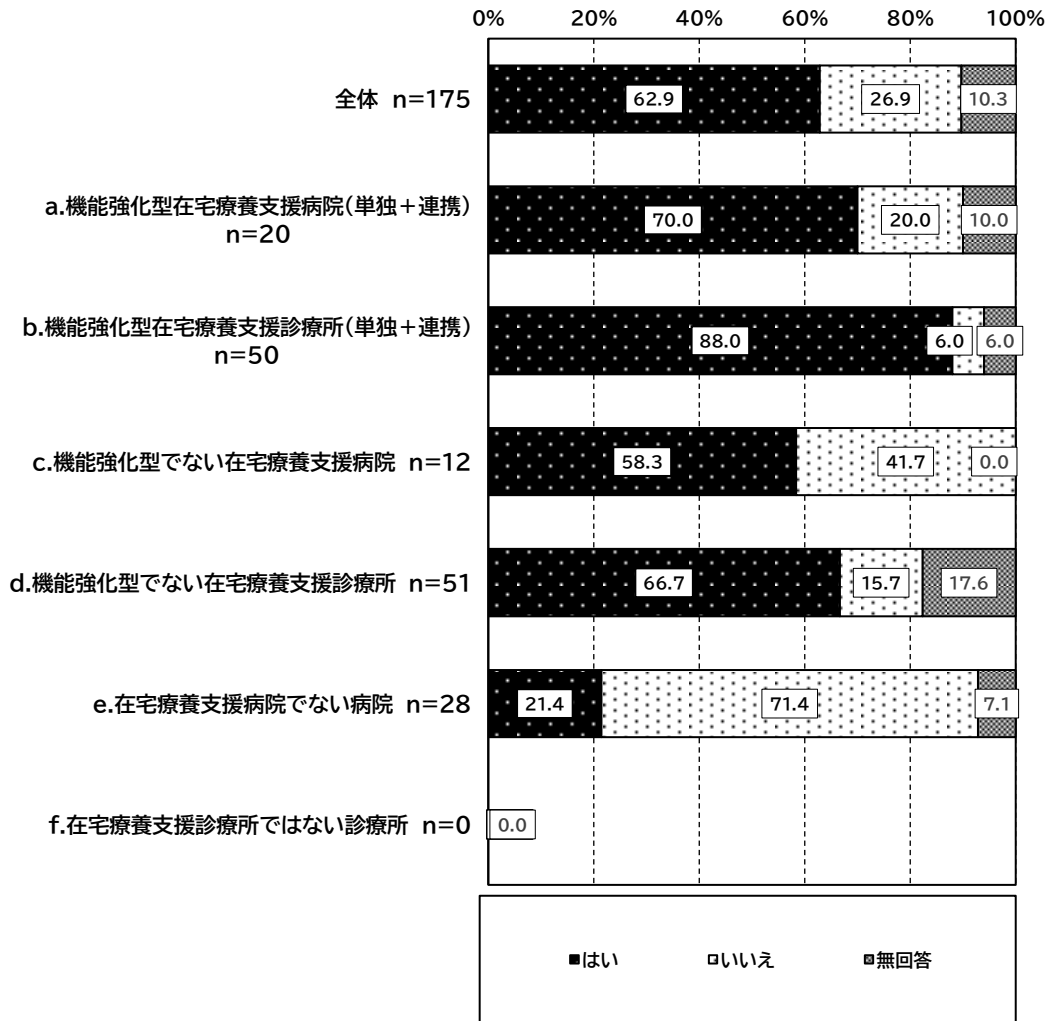 0% 20% 40% 60% 80% 100%
全体 n=175
62.9 26.9 10.3
a.機能強化型在宅療養支援病院(単独+連携)
n=20
70.0 20.0 10.0
b.機能強化型在宅療養支援診療所(単独+連携)
n=50
88.0 6.0 6.0
c.機能強化型でない在宅療養支援病院 n=12
58.3 41.7 0.0
d.機能強化型でない在宅療養支援診療所 n=51
66.7 15.7 17.6
e.在宅療養支援病院でない病院 n=28
21.4 71.4 7.1
f.在宅療養支援診療所ではない診療所 n=0
0.0
はい いいえ 無回答